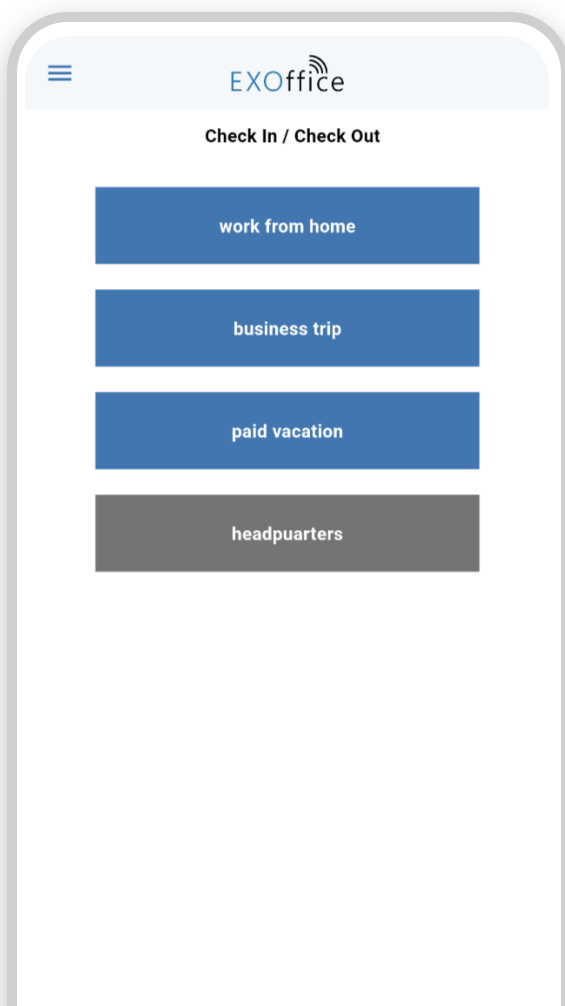 EXOffice
Check In / Check Out
work from home
business trip
paid vacation
headpuarters